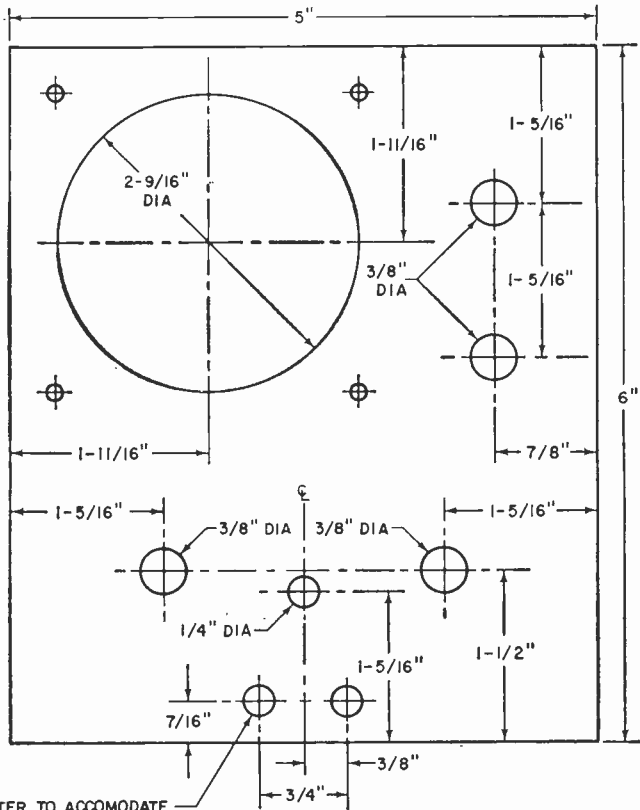 5"
2-9/16"
DIA
1-11/16"
1-5/16"
3/8"
DIA
1-5/16"
6"
1-11/16"
7/8"
1-5/16"
℄
1-5/16"
3/8" DIA
3/8" DIA
1/4" DIA
1-5/16"
1-1/2"
7/16"
3/8"
3/4"
TER TO ACCOMODATE